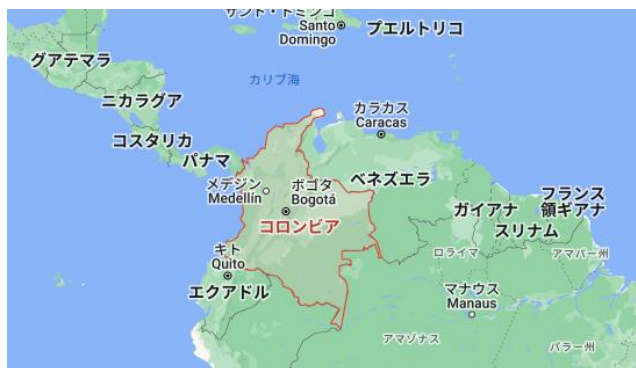 サント・ドミンゴ
Santo
Domingo
プエルトリコ
グアテマラ
カリブ海
ニカラグア
カラカス
Caracas
コスタリカ
パナマ
メデジン
Medellín
ボゴタ
Bogotá
ベネズエラ
コロンビア
フランス
領ギアナ
ガイアナ
スリナム
キト
Quito
ロライマ
アマパー州
エクアドル
マナウス
Manaus
アマゾナス
パラー州